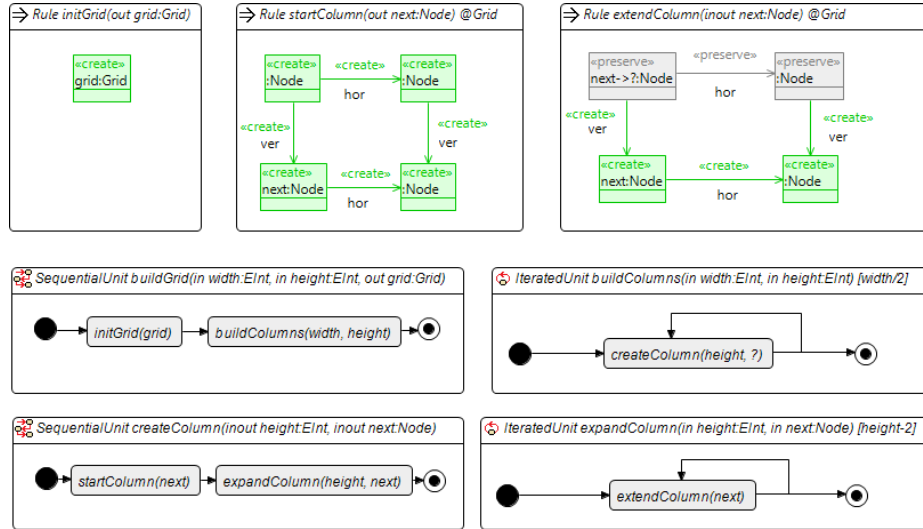 Rule initGrid(out grid:Grid)
«create»
grid:Grid
Rule startColumn(out next:Node) @Grid
«create»
:Node
«create»
hor
«create»
:Node
«create»
ver
«create»
ver
«create»
next:Node
«create»
hor
«create»
:Node
Rule extendColumn(inout next:Node) @Grid
«preserve»
next->?:Node
«preserve»
hor
«preserve»
:Node
«create»
ver
«create»
ver
«create»
next:Node
«create»
hor
«create»
:Node
SequentialUnit buildGrid(in width:EInt, in height:EInt, out grid:Grid)
initGrid(grid)
buildColumns(width, height)
IteratedUnit buildColumns(in width:EInt, in height:EInt) [width/2]
createColumn(height, ?)
SequentialUnit createColumn(inout height:EInt, inout next:Node)
startColumn(next)
expandColumn(height, next)
IteratedUnit expandColumn(in height:EInt, in next:Node) [height-2]
extendColumn(next)